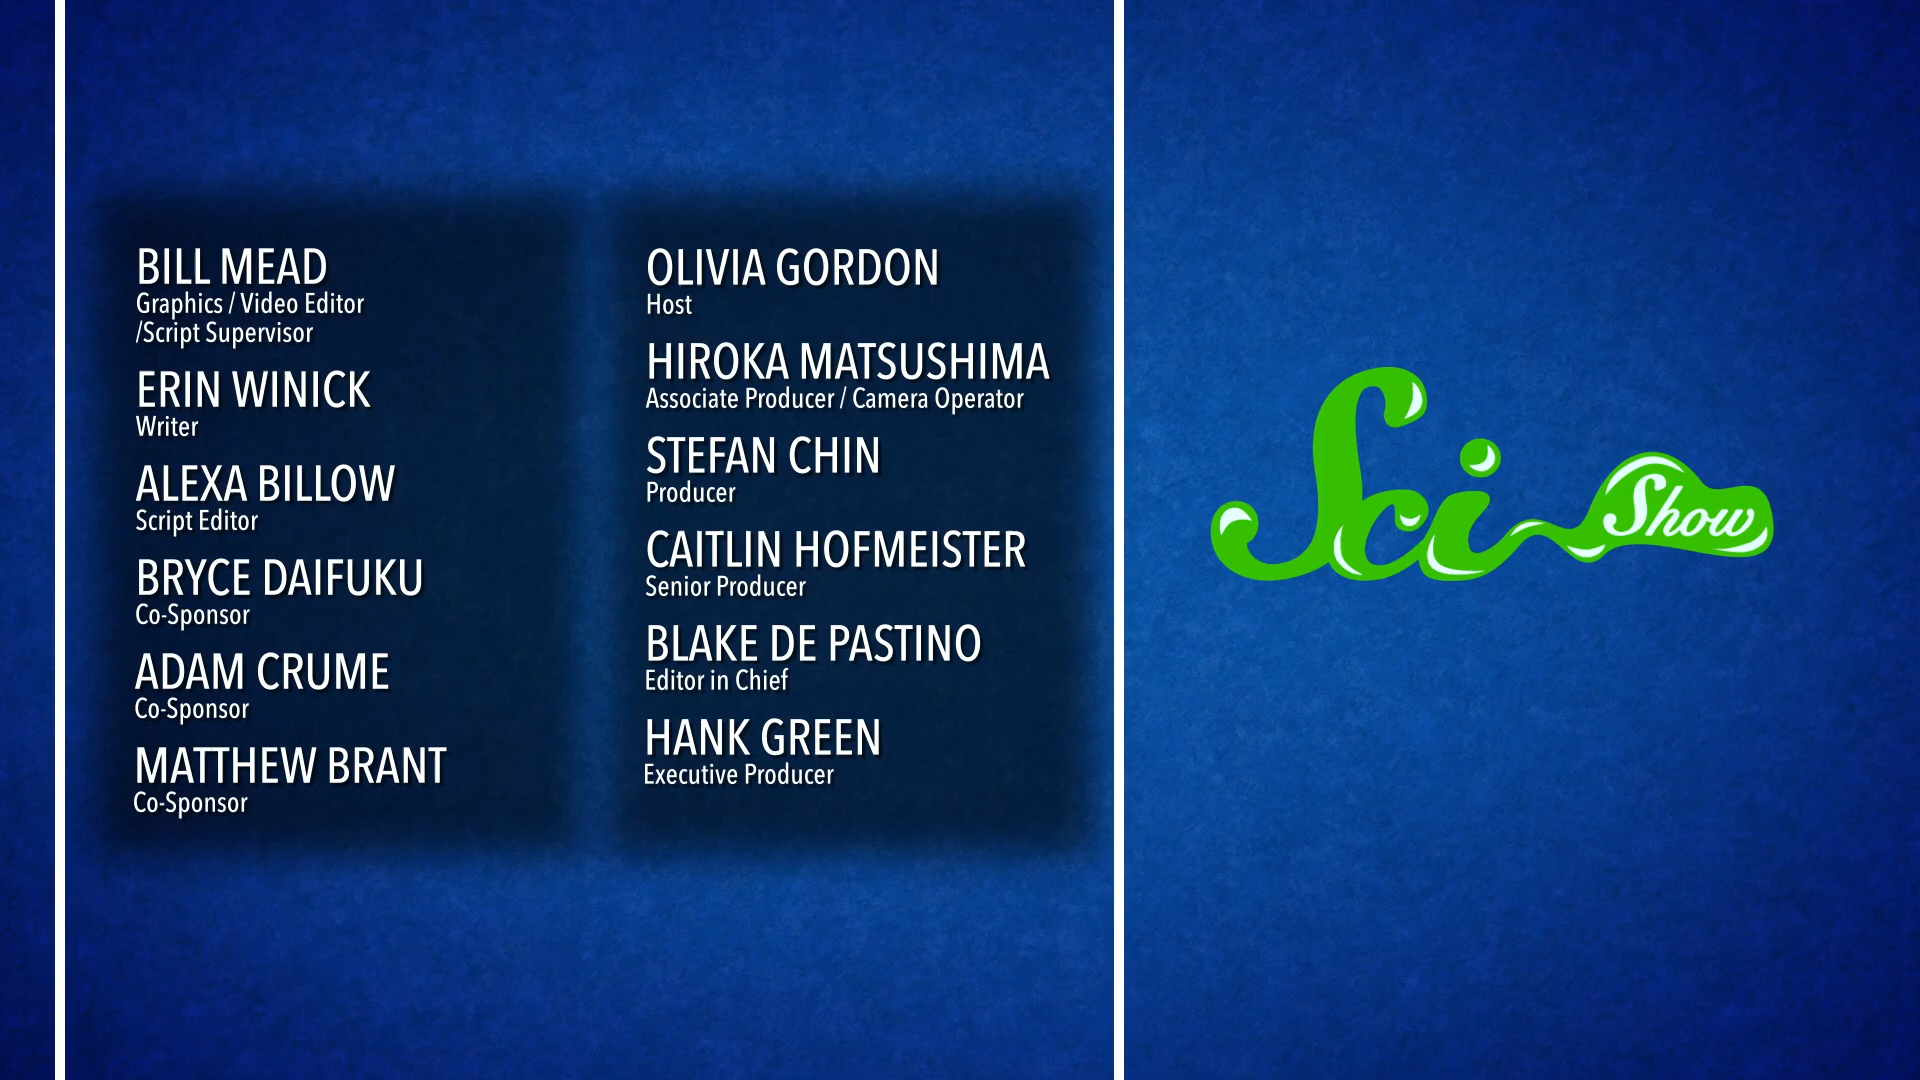 BILL MEAD
Graphics / Video Editor
/Script Supervisor
ERIN WINICK
Writer
ALEXA BILLOW
Script Editor
BRYCE DAIFUKU
Co-Sponsor
ADAM CRUME
Co-Sponsor
MATTHEW BRANT
Co-Sponsor
OLIVIA GORDON
Host
HIROKA MATSUSHIMA
Associate Producer / Camera Operator
STEFAN CHIN
Producer
CAITLIN HOFMEISTER
Senior Producer
BLAKE DE PASTINO
Editor in Chief
HANK GREEN
Executive Producer
Sci Show